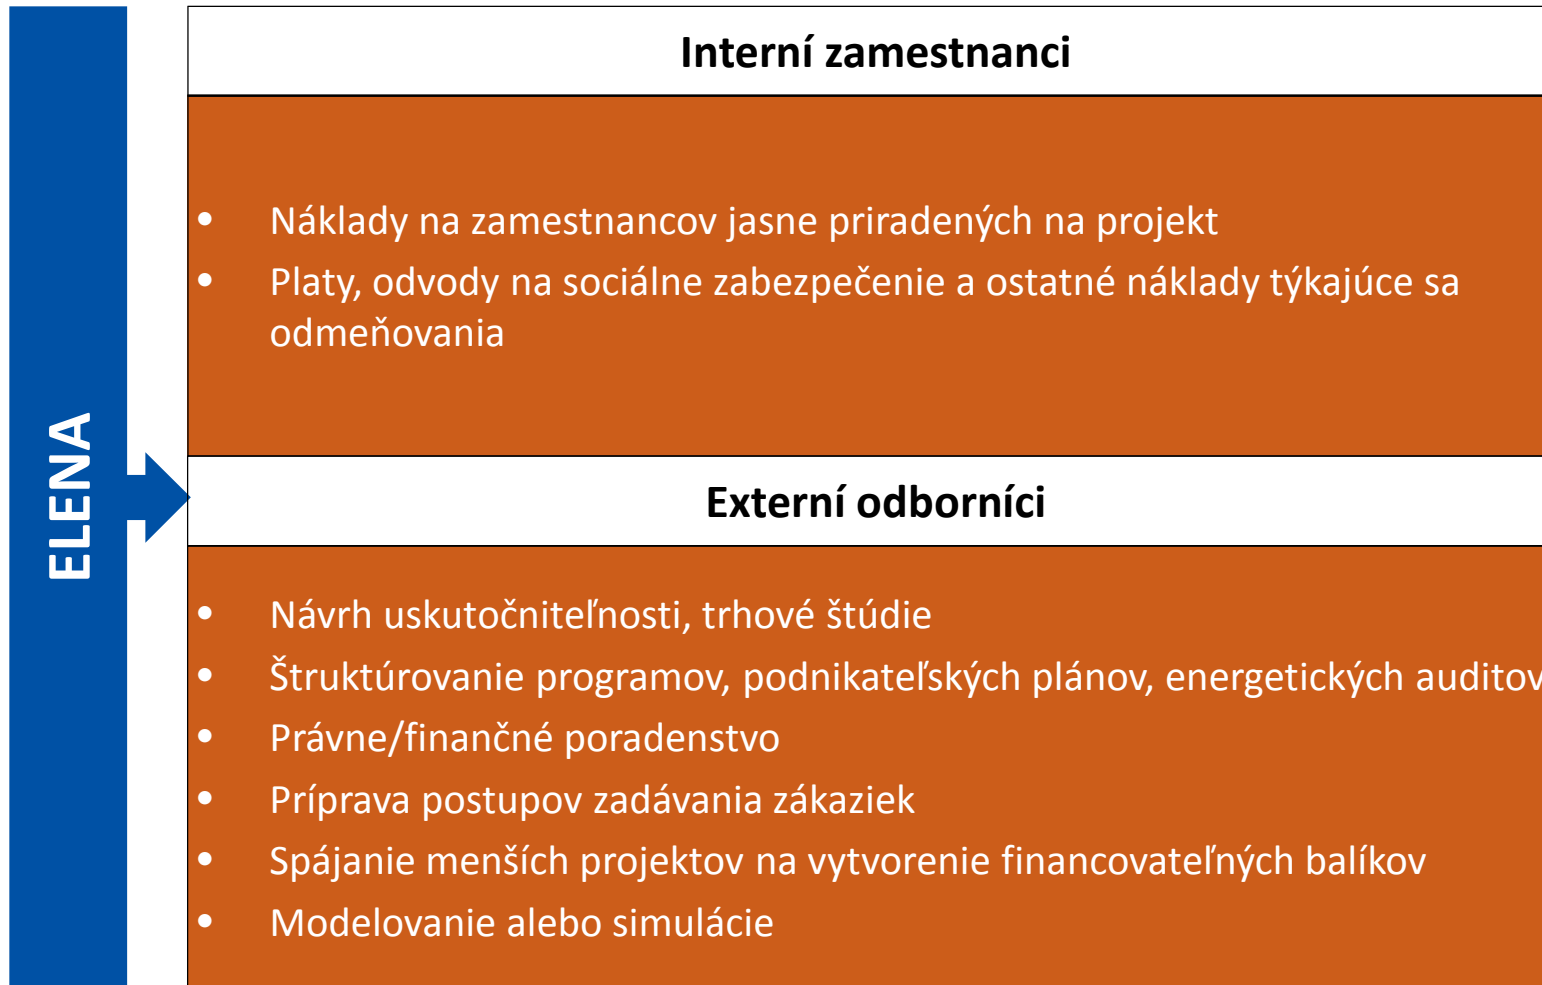 ELENA
Interní zamestnanci
• Náklady na zamestnancov jasne priradených na projekt
• Platy, odvody na sociálne zabezpečenie a ostatné náklady týkajúce sa
odmeňovania
Externí odborníci
• Návrh uskutočniteľnosti, trhové štúdie
• Štruktúrovanie programov, podnikateľských plánov, energetických auditov
• Právne/finančné poradenstvo
• Príprava postupov zadávania zákaziek
• Spájanie menších projektov na vytvorenie financovateľných balíkov
• Modelovanie alebo simulácie